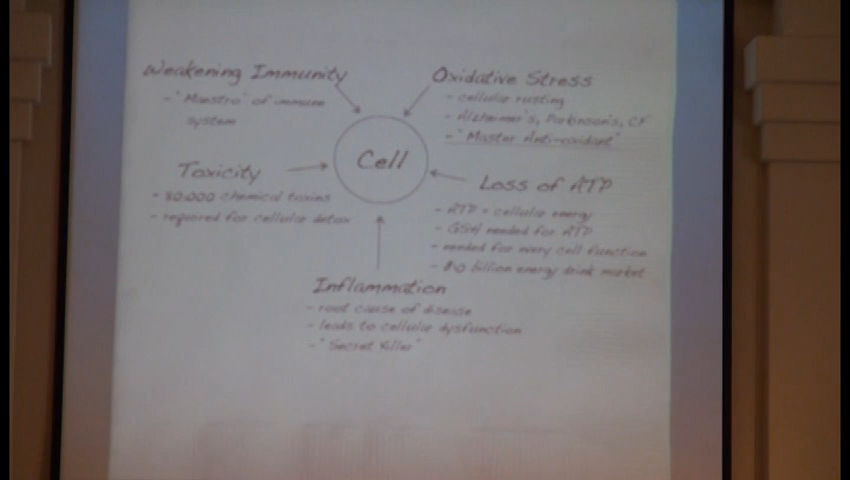 Weakening Immunity
- "Maestro" of immune
system
Oxidative Stress
- cellular rusting
- Alzheimer's, Parkinson's, CF
- "Master Anti-oxidant"
Cell
Toxicity
- 80,000 chemical toxins
- required for cellular detox
Loss of ATP
- ATP = cellular energy
- GSH needed for ATP
- needed for every cell function
- billion energy drink market
Inflammation
- root cause of disease
- leads to cellular dysfunction
- "Secret Killer"